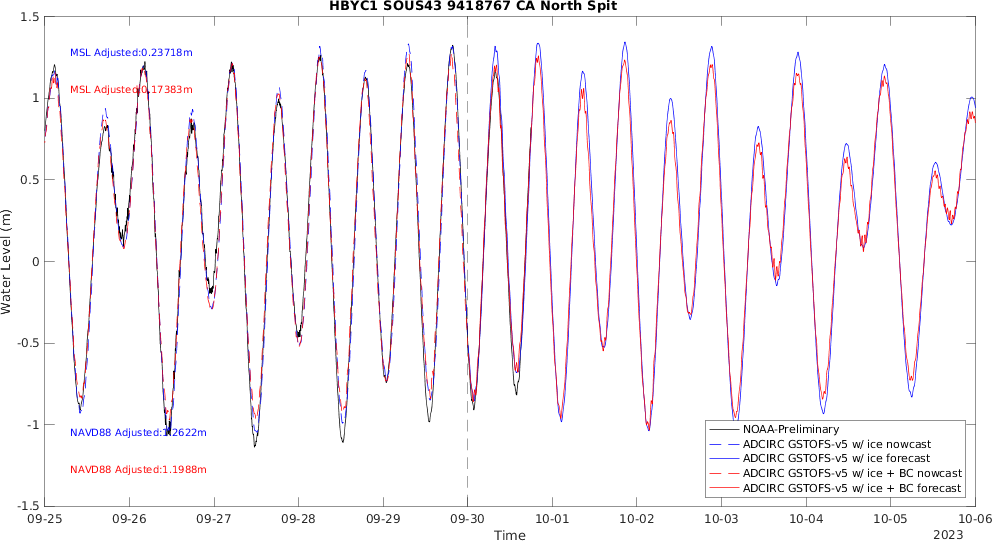 HBYC1 SOUS43 9418767 CA North Spit
1.5
1
0.5
0
-0.5
-1
-1.5
Water Level (m)
MSL Adjusted:0.23718m
MSL Adjusted:0.17383m
NAVD88 Adjusted:1.2622m
NAVD88 Adjusted:1.1988m
NOAA-Preliminary
ADCIRC GSTOFS-v5 w/ ice nowcast
ADCIRC GSTOFS-v5 w/ ice forecast
ADCIRC GSTOFS-v5 w/ ice + BC nowcast
ADCIRC GSTOFS-v5 w/ ice + BC forecast
09-25 09-26 09-27 09-28 09-29 09-30 10-01 10-02 10-03 10-04 10-05 10-06
Time
2023